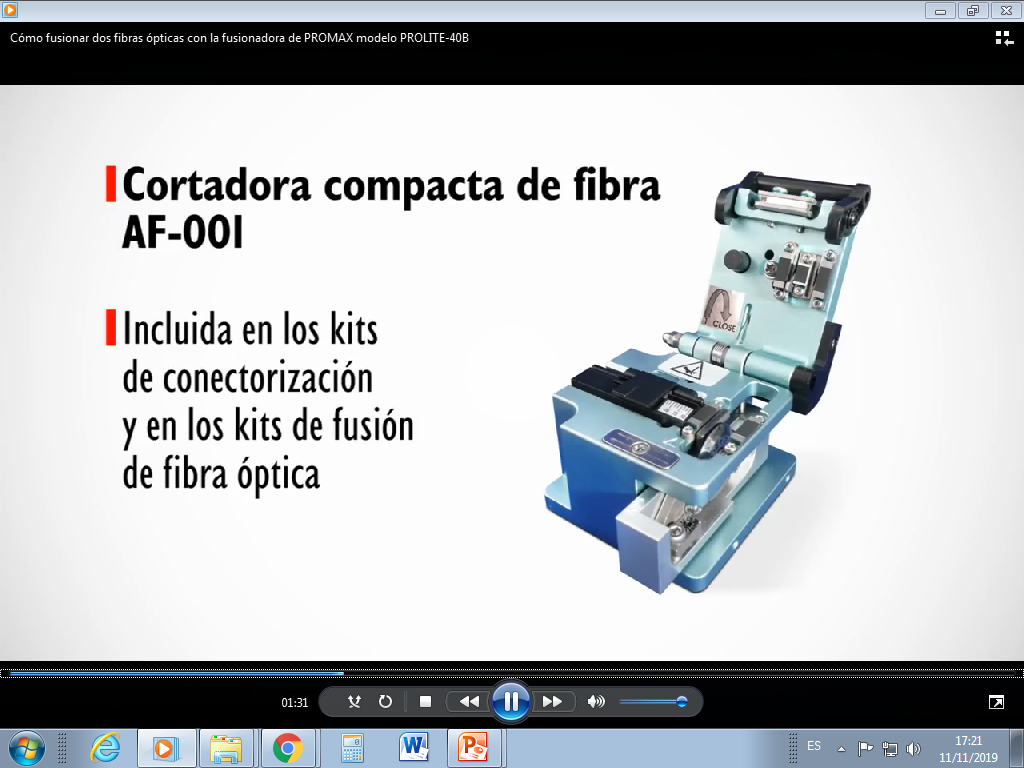 Cómo fusionar dos fibras ópticas con la fusionadora de PROMAX modelo PROLITE-40B
Cortadora compacta de fibra
AF-001
Incluida en los kits
de conectorización
y en los kits de fusión
de fibra óptica
CLOSE
01:31
ES
17:21
11/11/2019